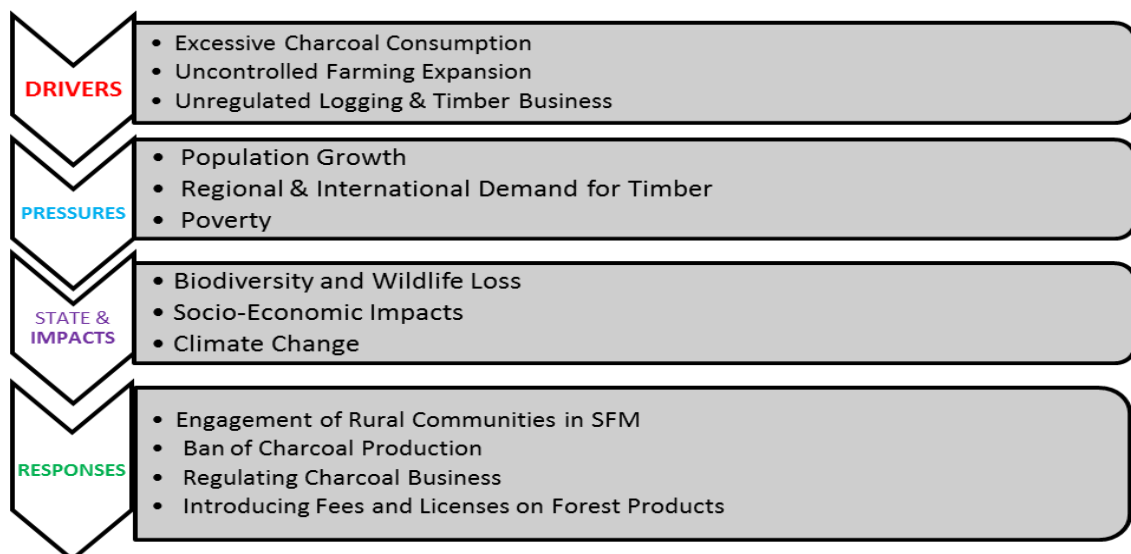 DRIVERS
• Excessive Charcoal Consumption
• Uncontrolled Farming Expansion
• Unregulated Logging & Timber Business
PRESSURES
• Population Growth
• Regional & International Demand for Timber
• Poverty
STATE &
IMPACTS
• Biodiversity and Wildlife Loss
• Socio-Economic Impacts
• Climate Change
RESPONSES
• Engagement of Rural Communities in SFM
• Ban of Charcoal Production
• Regulating Charcoal Business
• Introducing Fees and Licenses on Forest Products